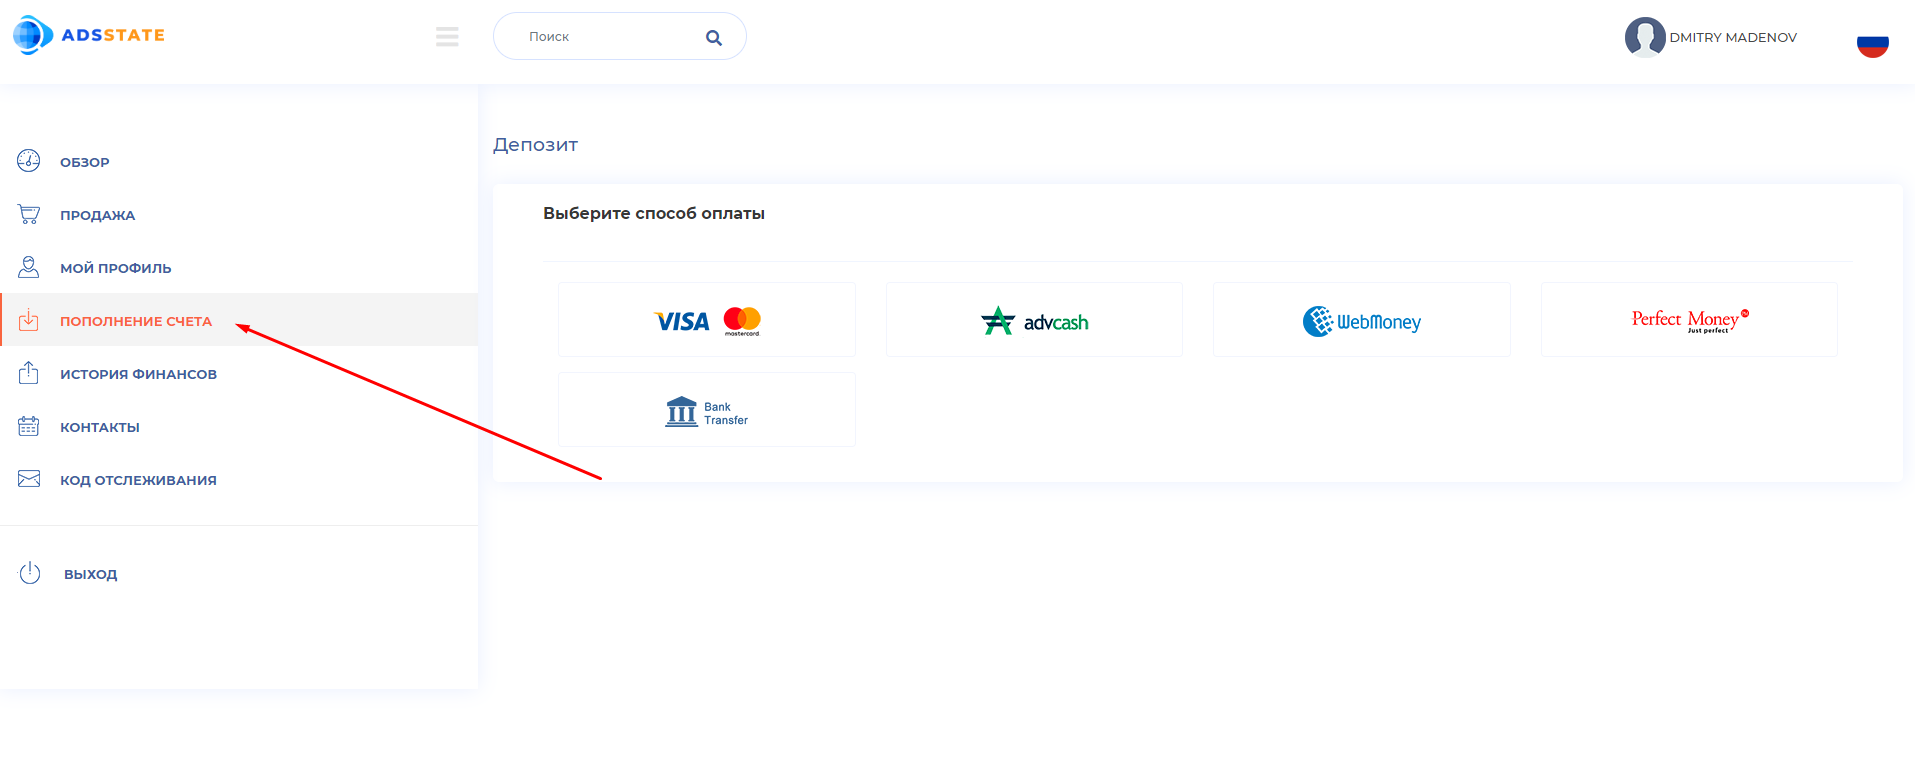 ADSSTATE
Поиск
DMITRY MADENOV
ОБЗОР
ПРОДАЖА
МОЙ ПРОФИЛЬ
ПОПОЛНЕНИЕ СЧЕТА
ИСТОРИЯ ФИНАНСОВ
КОНТАКТЫ
КОД ОТСЛЕЖИВАНИЯ
ВЫХОД
Депозит
Выберите способ оплаты
VISA mastercard
advcash
WebMoney
Perfect Money PM
Just perfect
Bank
Transfer